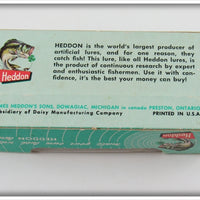 HEDDON is the world's largest producer of
artificial lures, and for one reason, they
catch fish! This lure, like all Heddon lures, is
the product of continuous research by expert
and enthusiastic fishermen. Use it with con-
fidence, it's the best your money can buy!
Heddon
HEDDON'S SONS, DOWAGIAC, MICHIGAN in canada PRESTON, ONTARIO
of Daisy Manufacturing Company
PRINTED IN U.S.A.